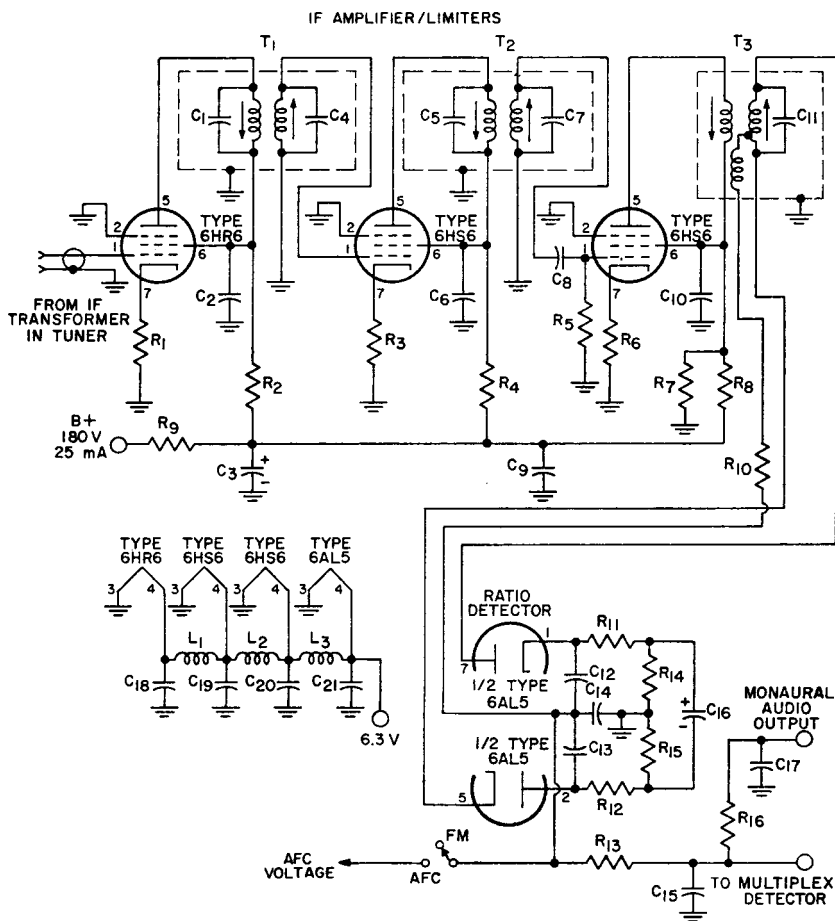 IF AMPLIFIER/LIMITERS
T1
T2
T3
C1
C4
C5
C7
C11
5
2
1
6
7
TYPE
6HR6
5
2
1
6
7
TYPE
6HS6
5
2
1
6
7
TYPE
6HS6
FROM IF
TRANSFORMER
IN TUNER
C2
C6
C8
C10
R1
R2
R3
R4
R5
R6
R7
R8
B+
180 V
25 mA
R9
C3
+
-
C9
R10
TYPE
6HR6
TYPE
6HS6
TYPE
6HS6
TYPE
6AL5
3 4
3 4
3 4
3 4
L1
L2
L3
C18
C19
C20
C21
6.3 V
RATIO
DETECTOR
7
1
1/2 TYPE
6AL5
R11
C12
C14
R14
C16
+
-
C13
R15
1/2 TYPE
6AL5
5
2
R12
MONAURAL
AUDIO
OUTPUT
C17
R16
AFC
VOLTAGE
FM
AFC
R13
C15
TO MULTIPLEX
DETECTOR